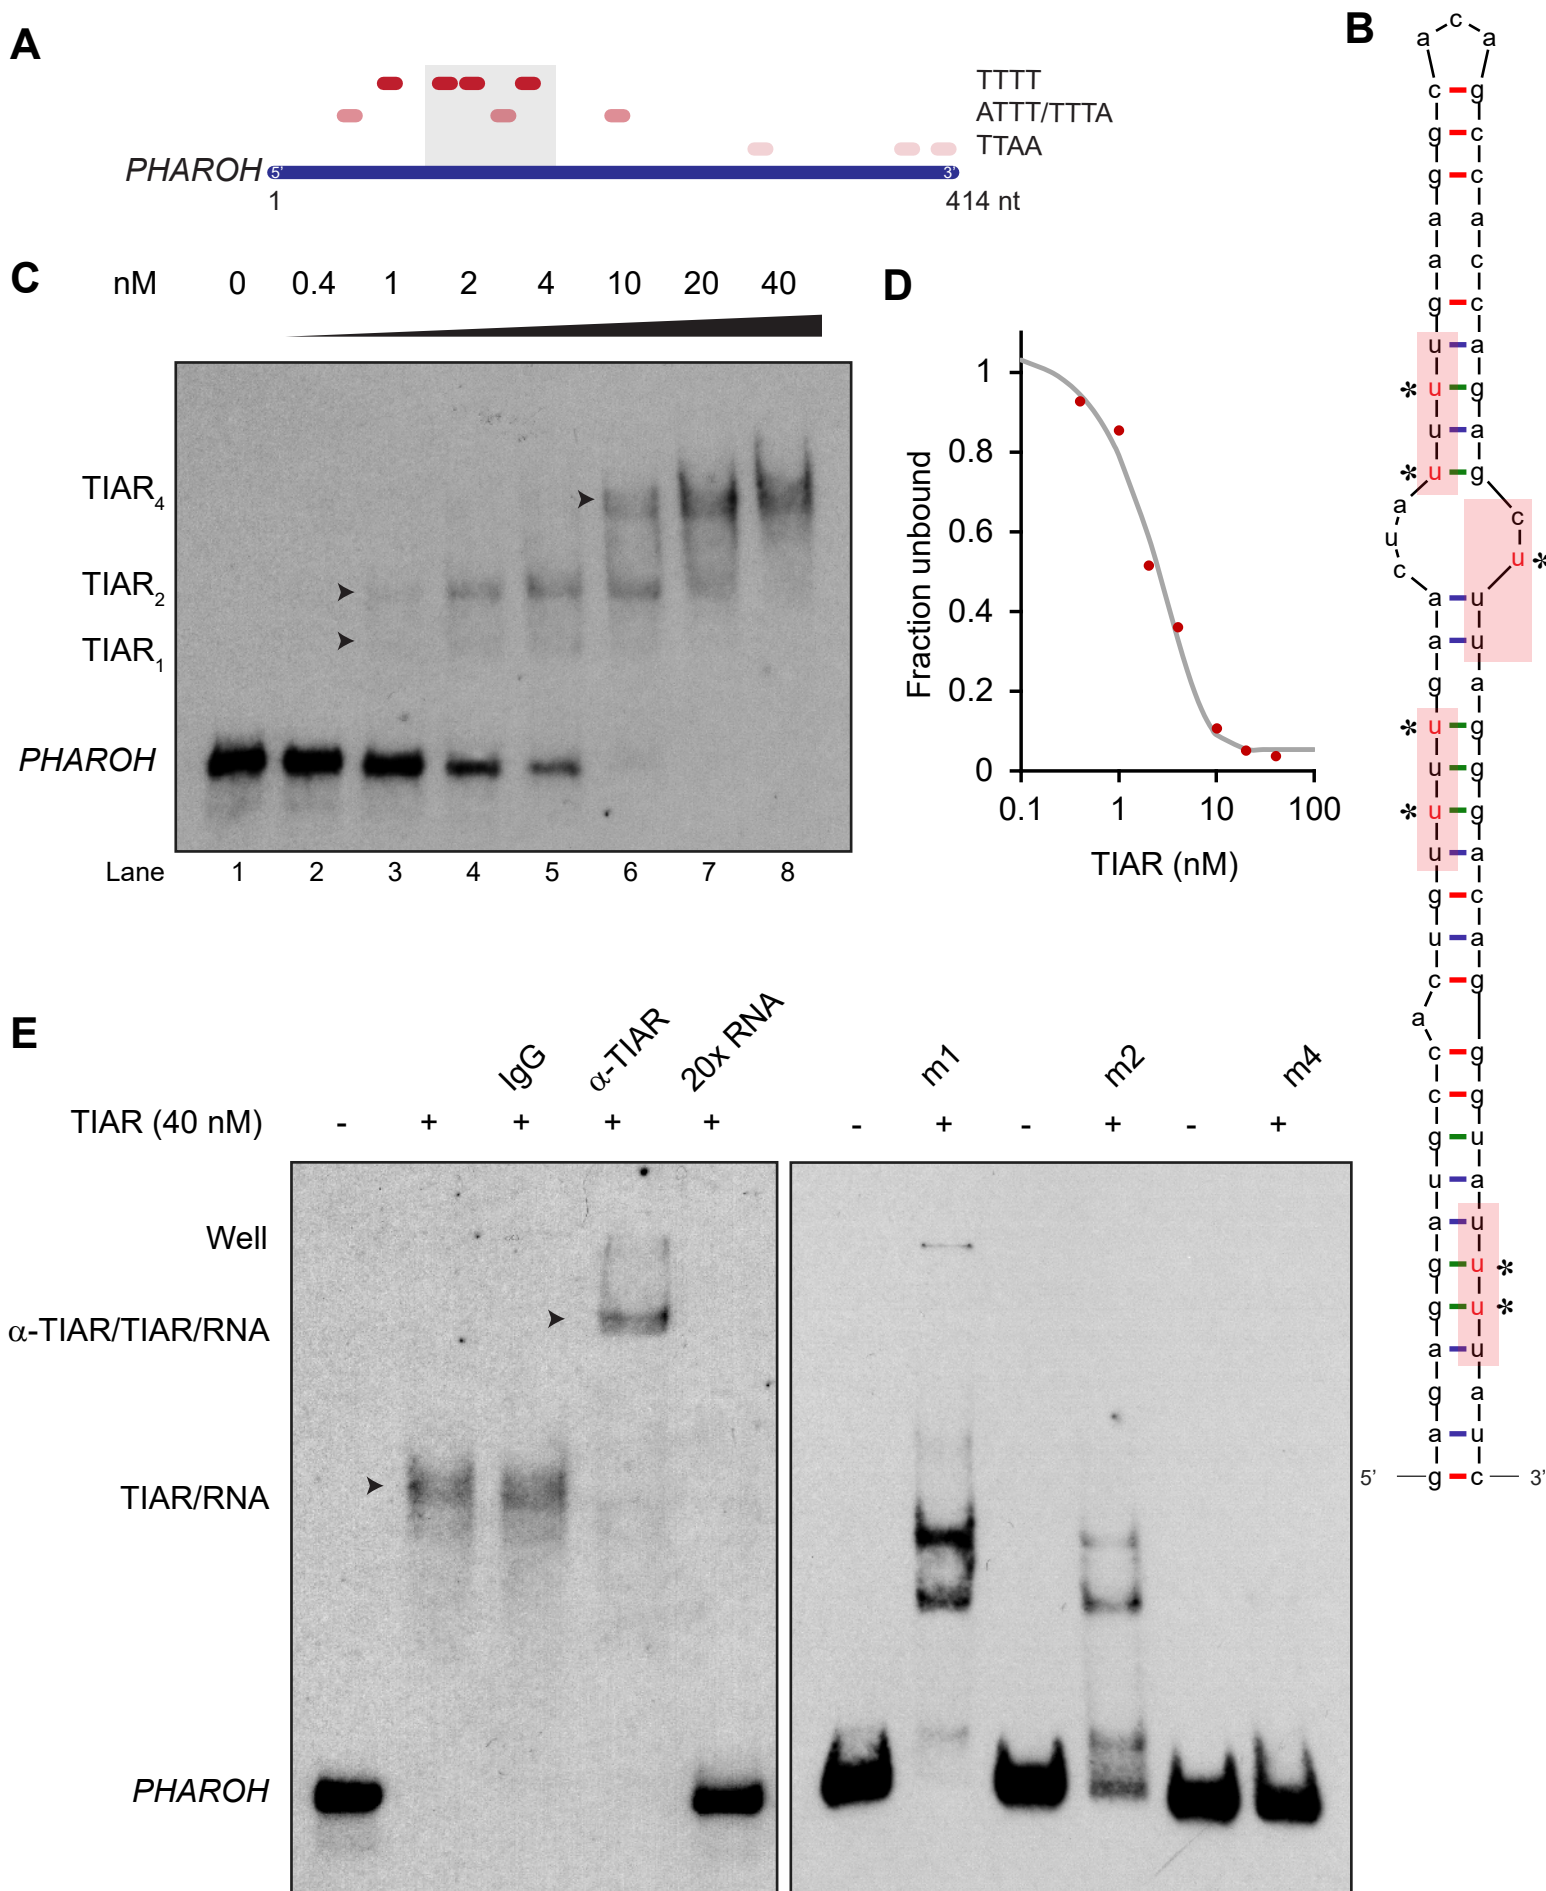 A
TTTT
ATTT/TTTA
TTAA
PHAROH 5' 3'
1 414 nt
B
a c a
c g
g c
g c
a a
a c
g c
u a
* u g
u a
* u g
a c
u u *
c
a u
a u
g a
* u g
u g
* u g
u a
g c
u a
c g
a
c g
c g
g u
u a
a u
g u *
g u *
a u
g a
a u
5' g c 3'
C
nM 0 0.4 1 2 4 10 20 40
TIAR4
TIAR2
TIAR1
PHAROH
Lane 1 2 3 4 5 6 7 8
D
Fraction unbound
1
0.8
0.6
0.4
0.2
0
0.1 1 10 100
TIAR (nM)
E
IgG α-TIAR 20x RNA m1 m2 m4
TIAR (40 nM) - + + + + - + - + - +
Well
α-TIAR/TIAR/RNA
TIAR/RNA
PHAROH